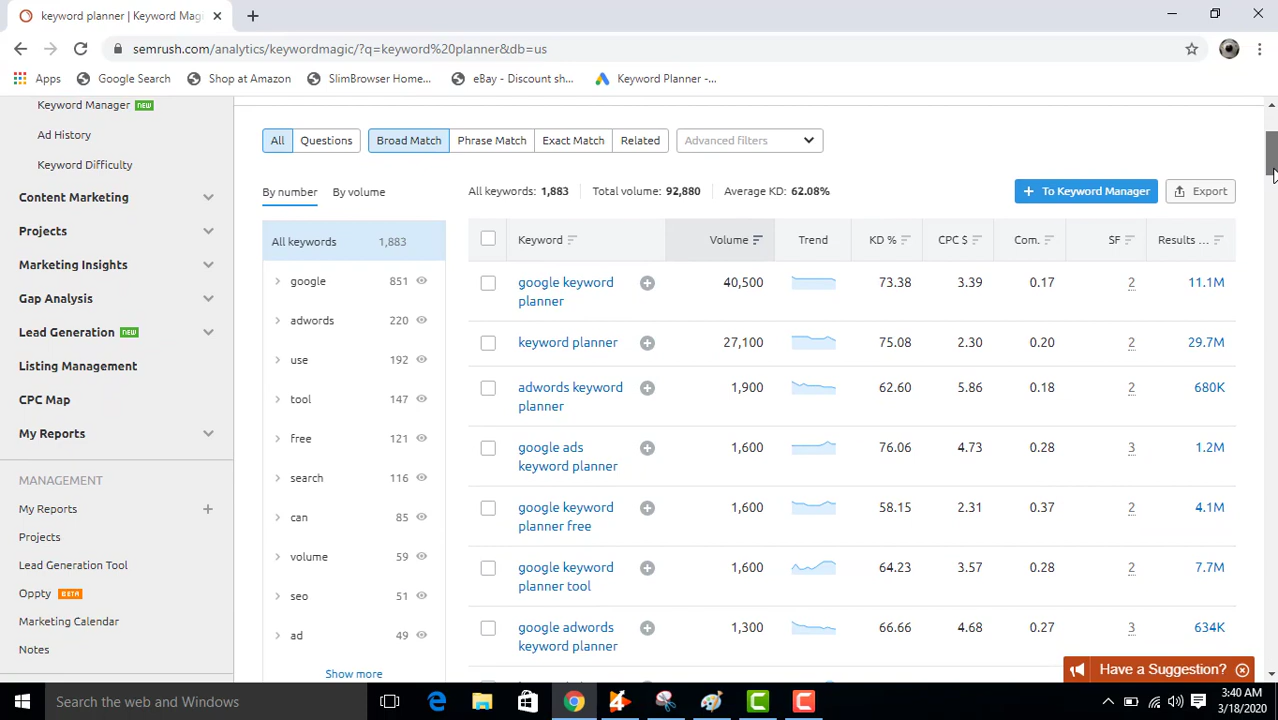 keyword planner | Keyword Magi
semrush.com/analytics/keywordmagic/?q=keyword%20planner&db=us
Apps
Google Search
Shop at Amazon
SlimBrowser Home...
eBay - Discount sh...
Keyword Planner -...
Keyword Manager NEW
Ad History
Keyword Difficulty
Content Marketing
Projects
Marketing Insights
Gap Analysis
Lead Generation NEW
Listing Management
CPC Map
My Reports
MANAGEMENT
My Reports +
Projects
Lead Generation Tool
Oppty BETA
Marketing Calendar
Notes
All Questions Broad Match Phrase Match Exact Match Related Advanced filters
By number By volume
All keywords: 1,883 Total volume: 92,880 Average KD: 62.08%
+ To Keyword Manager Export
All keywords 1,883
google 851
adwords 220
use 192
tool 147
free 121
search 116
can 85
volume 59
seo 51
ad 49
Show more
Keyword Volume Trend KD % CPC $ Com. SF Results ...
google keyword
planner 40,500 73.38 3.39 0.17 2 11.1M
keyword planner 27,100 75.08 2.30 0.20 2 29.7M
adwords keyword
planner 1,900 62.60 5.86 0.18 2 680K
google ads
keyword planner 1,600 76.06 4.73 0.28 3 1.2M
google keyword
planner free 1,600 58.15 2.31 0.37 2 4.1M
google keyword
planner tool 1,600 64.23 3.57 0.28 2 7.7M
google adwords
keyword planner 1,300 66.66 4.68 0.27 3 634K
Have a Suggestion?
Search the web and Windows
3:40 AM
3/18/2020